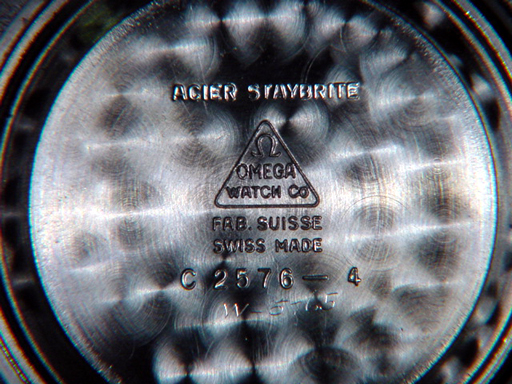 ACIER STAYBRITE
Ω
OMEGA
WATCH Co
FAB. SUISSE
SWISS MADE
C 2576 — 4